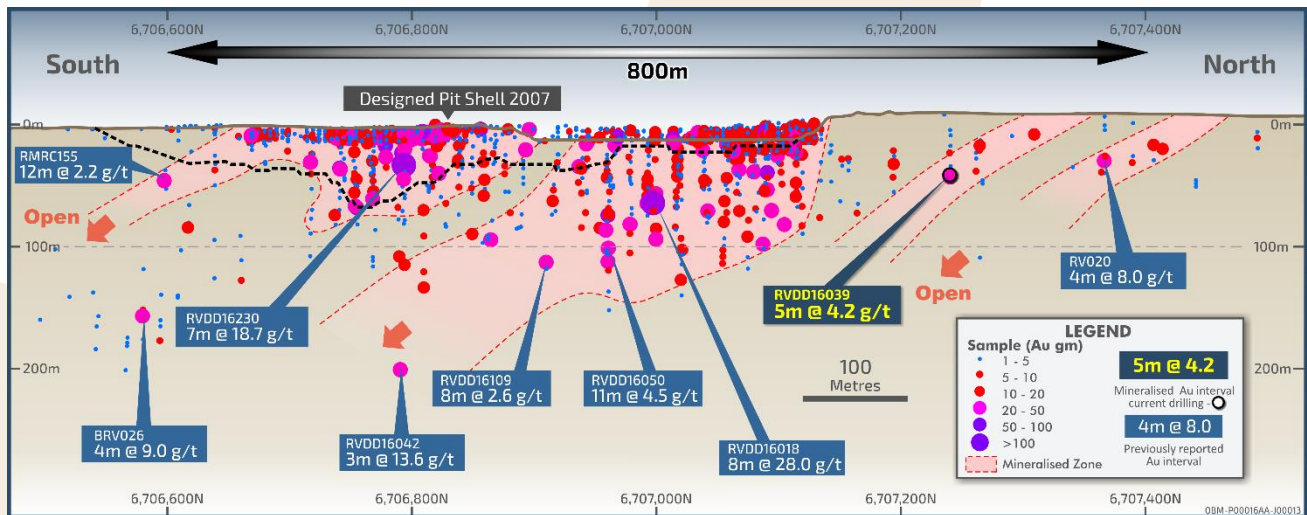 6,706,600N 6,706,800N 6,707,000N 6,707,200N 6,707,400N
South
North
800m
Designed Pit Shell 2007
0m
0m
RMRC155
12m @ 2.2 g/t
Open
100m
100m
RVDD16230
7m @ 18.7 g/t
RVDD16039
5m @ 4.2 g/t
Open
RV020
4m @ 8.0 g/t
200m
200m
BRV026
4m @ 9.0 g/t
RVDD16042
3m @ 13.6 g/t
RVDD16109
8m @ 2.6 g/t
RVDD16050
11m @ 4.5 g/t
RVDD16018
8m @ 28.0 g/t
100
Metres
LEGEND
Sample (Au gm)
1 - 5
5 - 10
10 - 20
20 - 50
50 - 100
>100
Mineralised Zone
5m @ 4.2
Mineralised Au interval
current drilling -
4m @ 8.0
Previously reported
Au interval
6,706,600N 6,706,800N 6,707,000N 6,707,200N 6,707,400N
OBM-P00016AA-J00013